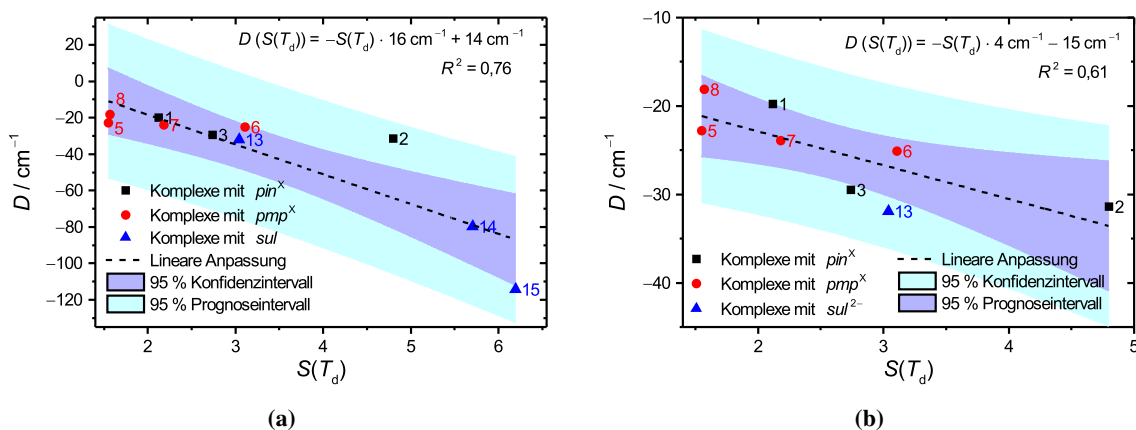 D (S(Td)) = −S(Td) · 16 cm⁻¹ + 14 cm⁻¹
R² = 0,76
20
0
−20
−40
−60
−80
−100
−120
D / cm⁻¹
8
5
1
7
3
6
13
2
14
15
Komplexe mit pinˣ
Komplexe mit pmpˣ
Komplexe mit sul
Lineare Anpassung
95 % Konfidenzintervall
95 % Prognoseintervall
2 3 4 5 6
S(Td)
(a)
−10
−20
−30
−40
D / cm⁻¹
D (S(Td)) = −S(Td) · 4 cm⁻¹ − 15 cm⁻¹
R² = 0,61
8
5
1
7
6
3
13
2
Komplexe mit pinˣ
Komplexe mit pmpˣ
Komplexe mit sul²⁻
Lineare Anpassung
95 % Konfidenzintervall
95 % Prognoseintervall
2 3 4 5
S(Td)
(b)